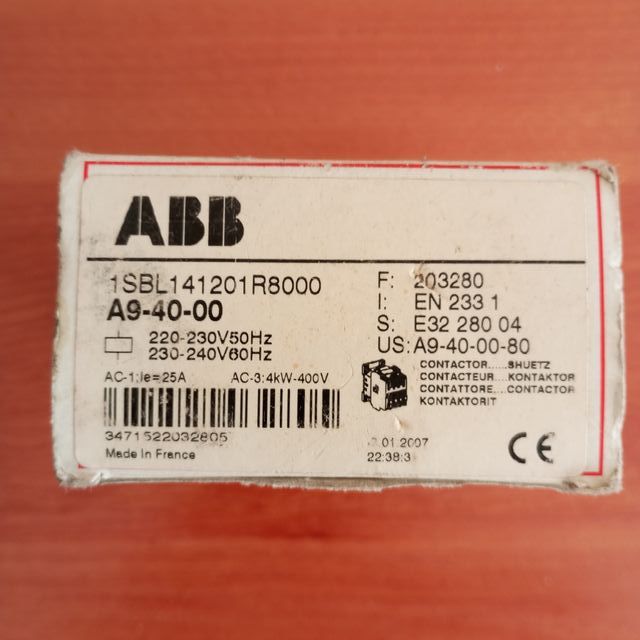 ABB
1SBL141201R8000
A9-40-00
220-230V50Hz
230-240V60Hz
AC-1:Ie=25A AC-3:4kW-400V
3471522032805
Made In France
F: 203280
I: EN 233 1
S: E32 280 04
US: A9-40-00-80
CONTACTOR.....SHUETZ
CONTACTEUR...KONTAKTOR
CONTATTORE...CONTACTOR
KONTAKTORIT
.01.2007
22:38:3
CE